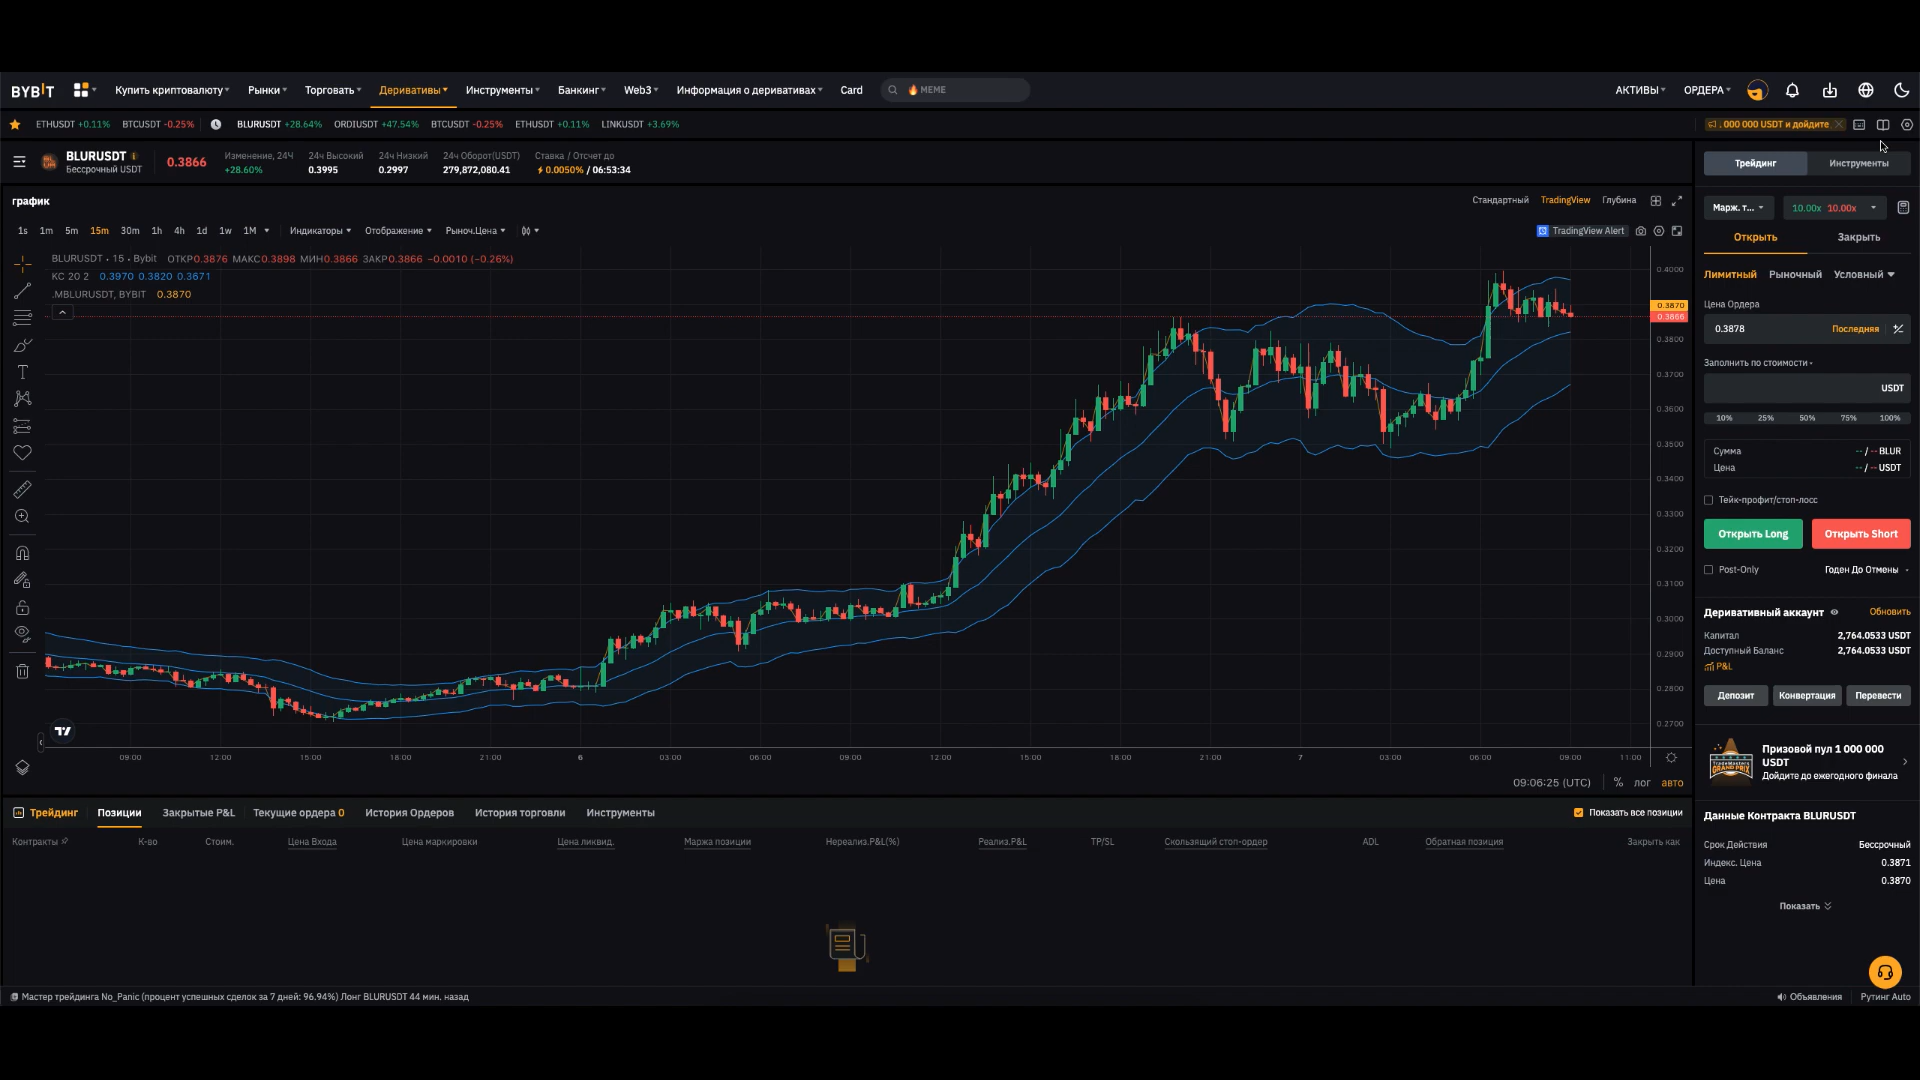 BYBIT Купить криптовалюту Рынки Торговать Деривативы Инструменты Банкинг Web3 Информация о деривативах Card MEME АКТИВЫ ОРДЕРА
ETHUSDT +0.11% BTCUSDT -0.25% BLURUSDT +28.64% ORDIUSDT +47.54% BTCUSDT -0.25% ETHUSDT +0.11% LINKUSDT +3.69% 000 000 USDT и дойдите
BLURUSDT 0.3866 Изменение, 24Ч 24ч Высокий 24ч Низкий 24ч Оборот(USDT) Ставка / Отсчет до
Бессрочный USDT +28.60% 0.3995 0.2997 279,872,080.41 0.0050% / 06:53:34
Трейдинг Инструменты
график Стандартный TradingView Глубина
Марж. т... 10.00x 10.00x
1s 1m 5m 15m 30m 1h 4h 1d 1w 1M Индикаторы Отображение Рыноч.Цена TradingView Alert
Открыть Закрыть
BLURUSDT · 15 · Bybit ОТКР0.3876 МАКС0.3898 МИН0.3866 ЗАКР0.3866 −0.0010 (−0.26%)
KC 20 2 0.3970 0.3820 0.3671
.MBLURUSDT, BYBIT 0.3870
0.4000
0.3870
0.3866
0.3800
0.3700
0.3600
0.3500
0.3400
0.3300
0.3200
0.3100
0.3000
0.2900
0.2800
0.2700
09:00 12:00 15:00 18:00 21:00 6 03:00 06:00 09:00 12:00 15:00 18:00 21:00 7 03:00 06:00 09:00 11:00
09:06:25 (UTC) % лог авто
Лимитный Рыночный Условный
Цена Ордера
0.3878 Последняя
Заполнить по стоимости
USDT
10% 25% 50% 75% 100%
Сумма -- / -- BLUR
Цена -- / -- USDT
Тейк-профит/стоп-лосс
Открыть Long Открыть Short
Post-Only Годен До Отмены
Деривативный аккаунт Обновить
Капитал 2,764.0533 USDT
Доступный Баланс 2,764.0533 USDT
P&L
Депозит Конвертация Перевести
TradeMasters GRAND PRIX
Призовой пул 1 000 000
USDT
Дойдите до ежегодного финала
Данные Контракта BLURUSDT
Срок Действия Бессрочный
Индекс. Цена 0.3871
Цена 0.3870
Показать
Трейдинг Позиции Закрытые P&L Текущие ордера 0 История Ордеров История торговли Инструменты Показать все позиции
Контракты К-во Стоим. Цена Входа Цена маркировки Цена ликвид. Маржа позиции Нереализ.P&L(%) Реализ.P&L TP/SL Скользящий стоп-ордер ADL Обратная позиция Закрыть как
Мастер трейдинга No_Panic (процент успешных сделок за 7 дней: 96.94%) Лонг BLURUSDT 44 мин. назад Объявления Рутинг Auto